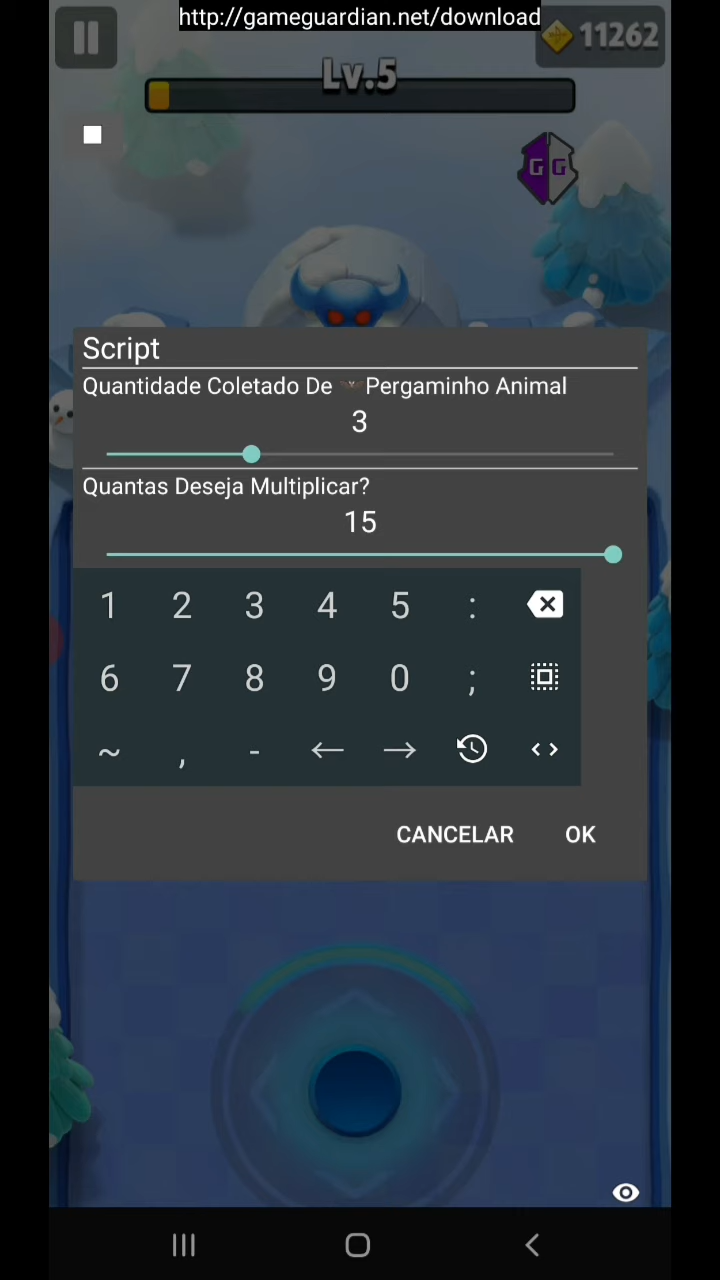 http://gameguardian.net/download
11262
Lv.5
G G
Script
Quantidade Coletado De Pergaminho Animal
3
Quantas Deseja Multiplicar?
15
1 2 3 4 5 :
6 7 8 9 0 ;
~ , - ← → < >
CANCELAR OK